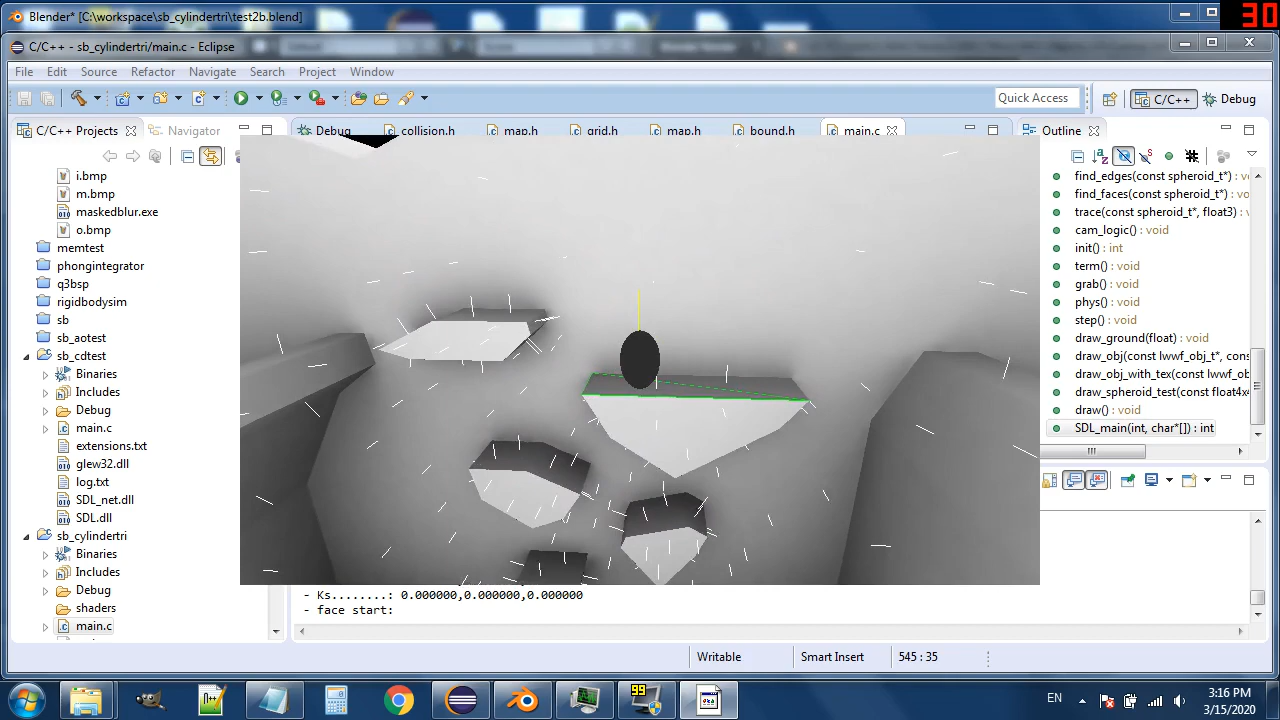 Blender* [C:\workspace\sb_cylindertri\test2b.blend]
30
C/C++ - sb_cylindertri/main.c - Eclipse
File Edit Source Refactor Navigate Search Project Window
Quick Access
C/C++
Debug
C/C++ Projects
Navigator
Debug
collision.h
map.h
grid.h
map.h
bound.h
main.c
Outline
i.bmp
m.bmp
maskedblur.exe
o.bmp
memtest
phongintegrator
q3bsp
rigidbodysim
sb
sb_aotest
sb_cdtest
Binaries
Includes
Debug
main.c
extensions.txt
glew32.dll
log.txt
SDL_net.dll
SDL.dll
sb_cylindertri
Binaries
Includes
Debug
shaders
main.c
find_edges(const spheroid_t*) : v
find_faces(const spheroid_t*) : v
trace(const spheroid_t*, float3) : v
cam_logic() : void
init() : int
term() : void
grab() : void
phys() : void
step() : void
draw_ground(float) : void
draw_obj(const lwwf_obj_t*, cons
draw_obj_with_tex(const lwwf_ob
draw_spheroid_test(const float4x4
draw() : void
SDL_main(int, char*[]) : int
- Ks........: 0.000000,0.000000,0.000000
- face start:
Writable
Smart Insert
545 : 35
99
EN
3:16 PM
3/15/2020